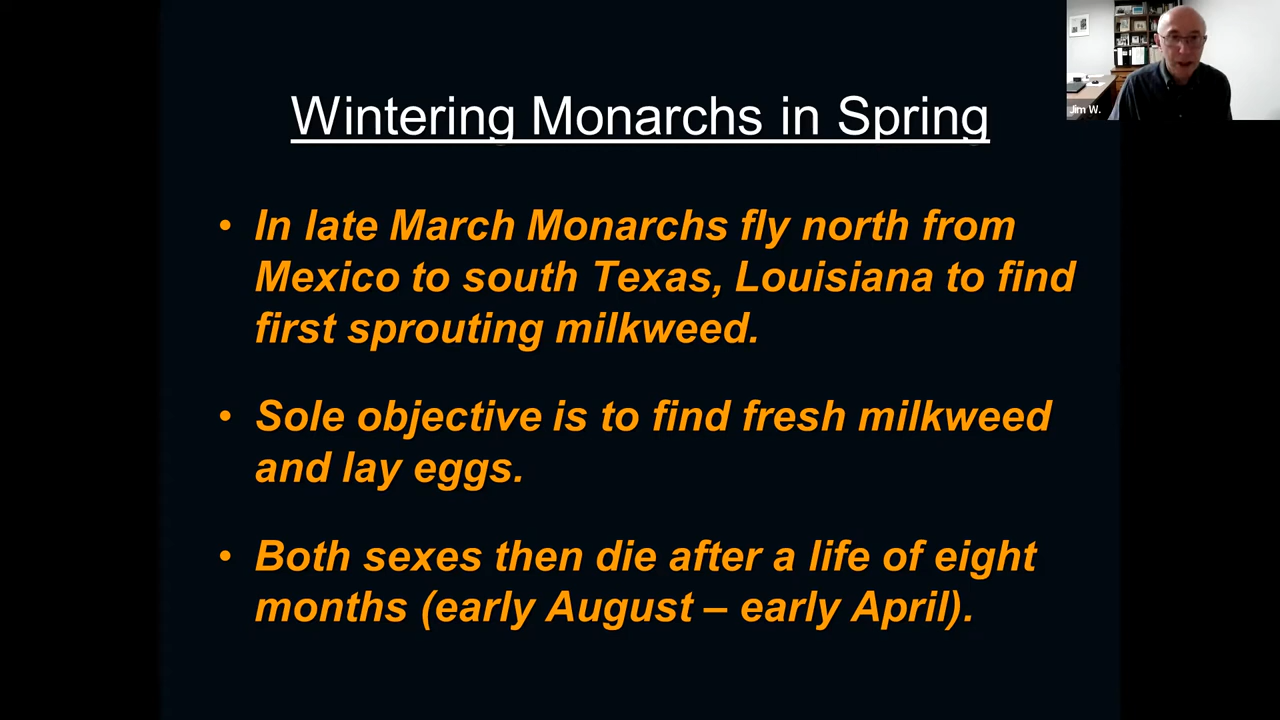 Wintering Monarchs in Spring
Jim W.
• In late March Monarchs fly north from
Mexico to south Texas, Louisiana to find
first sprouting milkweed.
• Sole objective is to find fresh milkweed
and lay eggs.
• Both sexes then die after a life of eight
months (early August – early April).